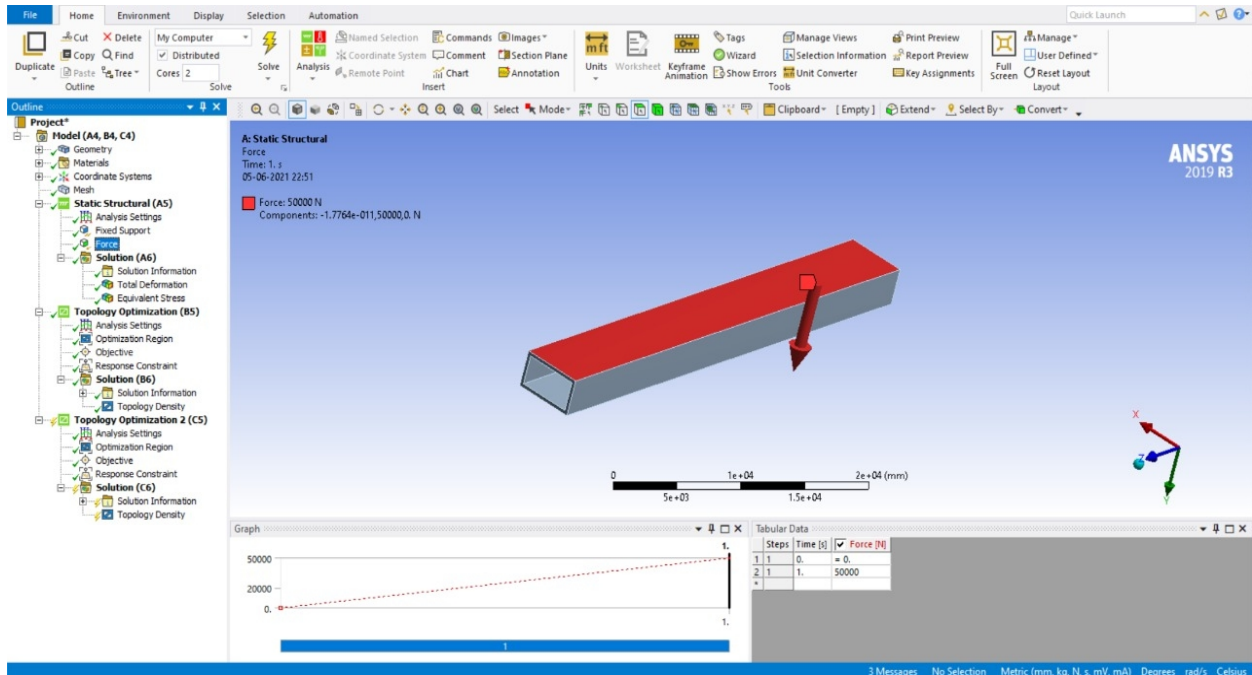 File Home Environment Display Selection Automation Quick Launch
Cut Delete My Computer Named Selection Commands Images Tags Manage Views Print Preview Manage
Duplicate Copy Find Distributed Solve Analysis Coordinate System Comment Section Plane Units Worksheet Keyframe Animation Wizard Selection Information Report Preview Full Screen User Defined
Paste Tree Cores 2 Remote Point Chart Annotation Show Errors Unit Converter Key Assignments Reset Layout
Outline Solve Insert Tools Layout
Outline
Select Mode Clipboard [ Empty ] Extend Select By Convert
Project*
Model (A4, B4, C4)
Geometry
Materials
Coordinate Systems
Mesh
Static Structural (A5)
Analysis Settings
Fixed Support
Force
Solution (A6)
Solution Information
Total Deformation
Equivalent Stress
Topology Optimization (B5)
Analysis Settings
Optimization Region
Objective
Response Constraint
Solution (B6)
Solution Information
Topology Density
Topology Optimization 2 (C5)
Analysis Settings
Optimization Region
Objective
Response Constraint
Solution (C6)
Solution Information
Topology Density
A: Static Structural
Force
Time: 1. s
05-06-2021 22:51
Force: 50000 N
Components: -1.7764e-011,50000,0. N
ANSYS
2019 R3
X
Z
Y
0 1e+04 2e+04 (mm)
5e+03 1.5e+04
Graph
1.
50000
20000
0.
1.
1
Tabular Data
Steps Time [s] Force [N]
1 1 0. = 0.
2 1 1. 50000
*
3 Messages No Selection Metric (mm, kg, N, s, mV, mA) Degrees rad/s Celsius